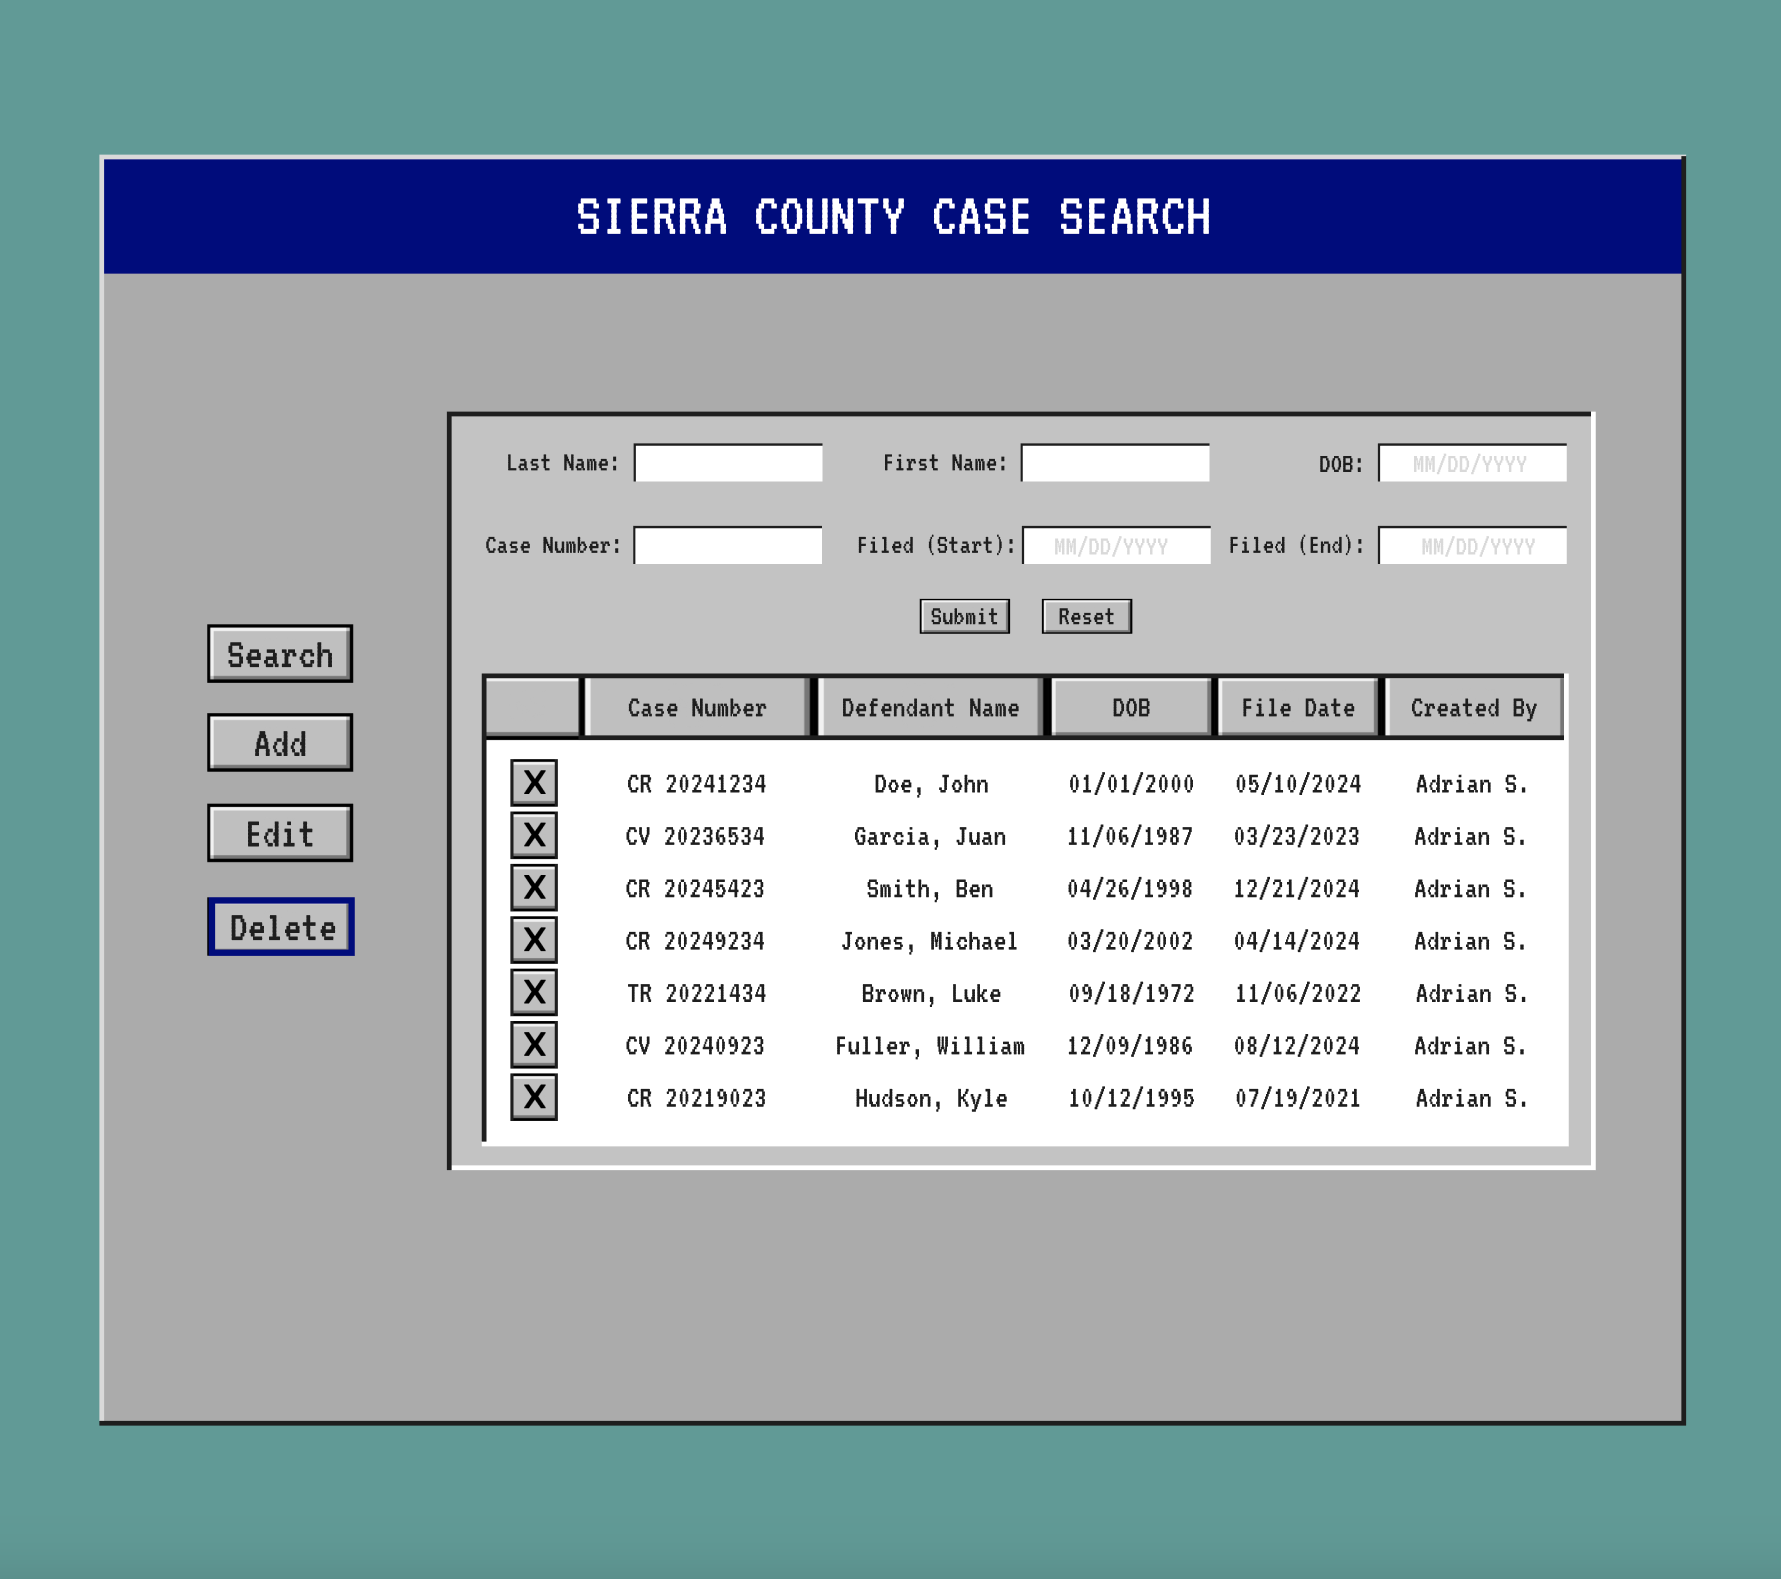 SIERRA COUNTY CASE SEARCH
Last Name: First Name: DOB: MM/DD/YYYY
Case Number: Filed (Start): MM/DD/YYYY Filed (End): MM/DD/YYYY
Submit Reset
Search
Add
Edit
Delete
Case Number Defendant Name DOB File Date Created By
X CR 20241234 Doe, John 01/01/2000 05/10/2024 Adrian S.
X CV 20236534 Garcia, Juan 11/06/1987 03/23/2023 Adrian S.
X CR 20245423 Smith, Ben 04/26/1998 12/21/2024 Adrian S.
X CR 20249234 Jones, Michael 03/20/2002 04/14/2024 Adrian S.
X TR 20221434 Brown, Luke 09/18/1972 11/06/2022 Adrian S.
X CV 20240923 Fuller, William 12/09/1986 08/12/2024 Adrian S.
X CR 20219023 Hudson, Kyle 10/12/1995 07/19/2021 Adrian S.